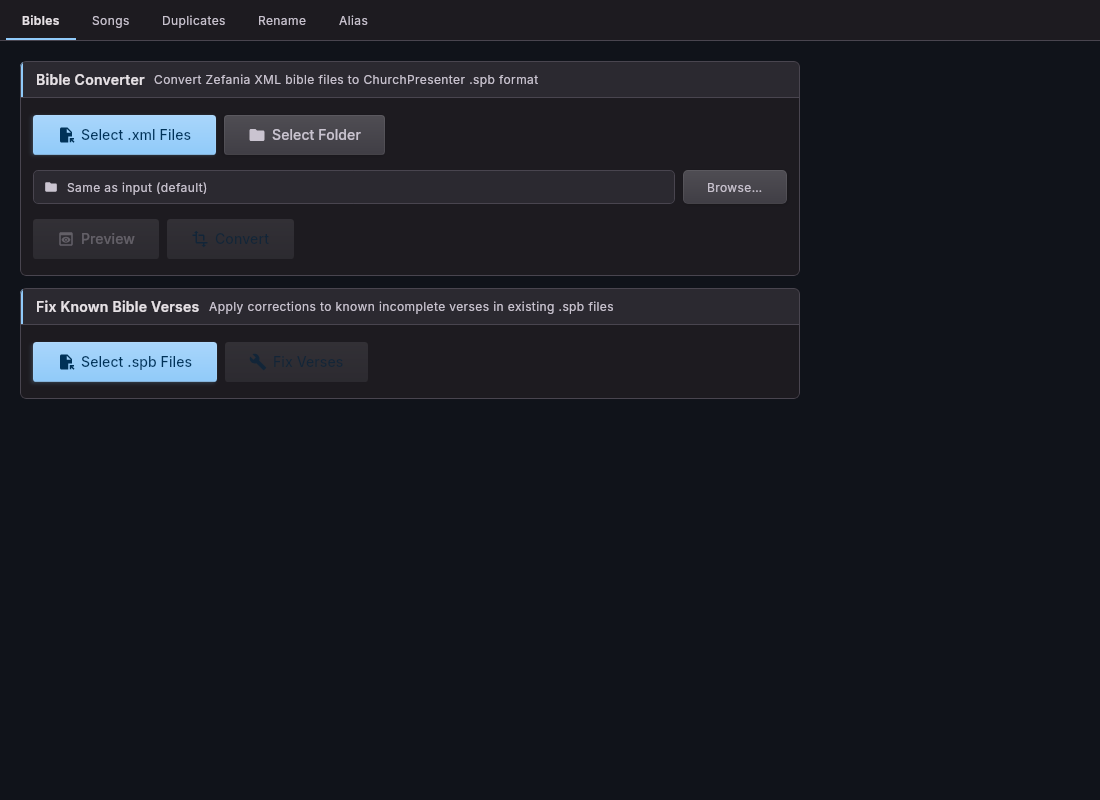 Bibles Songs Duplicates Rename Alias
Bible Converter Convert Zefania XML bible files to ChurchPresenter .spb format
Select .xml Files Select Folder
Same as input (default) Browse...
Preview Convert
Fix Known Bible Verses Apply corrections to known incomplete verses in existing .spb files
Select .spb Files Fix Verses